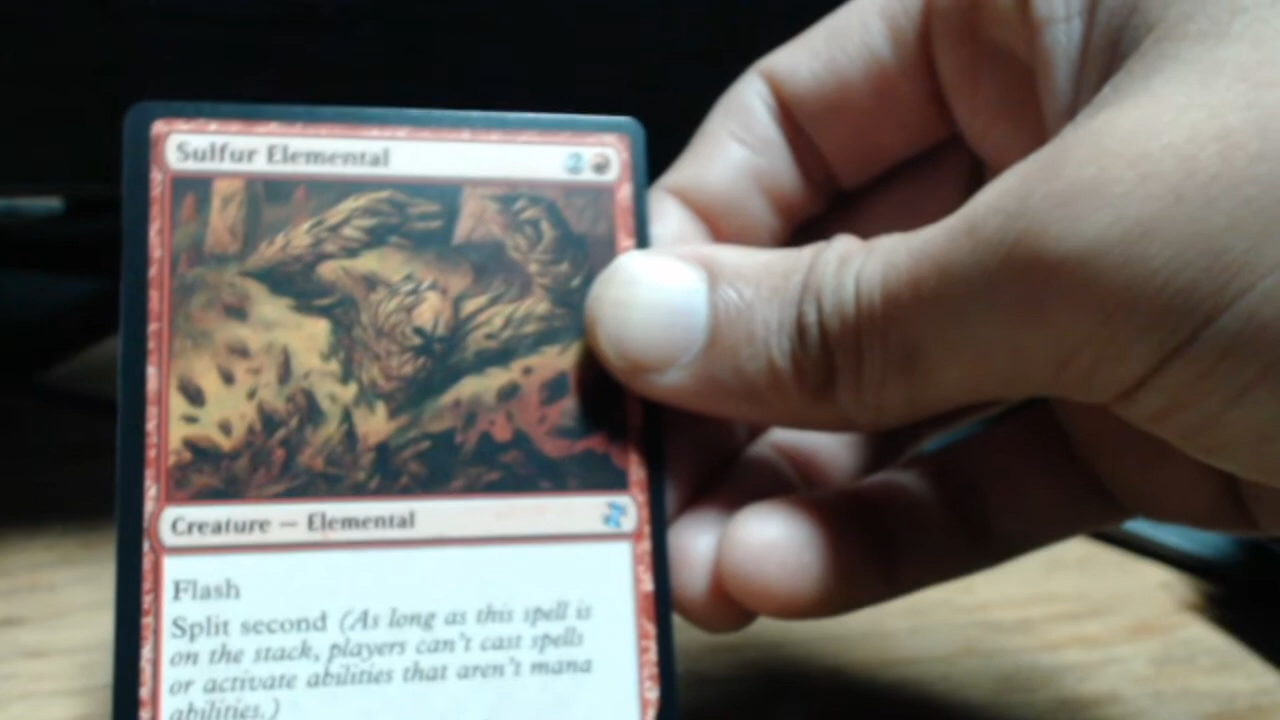 Sulfur Elemental 2
Creature — Elemental
Flash
Split second (As long as this spell is
on the stack, players can't cast spells
or activate abilities that aren't mana
abilities.)